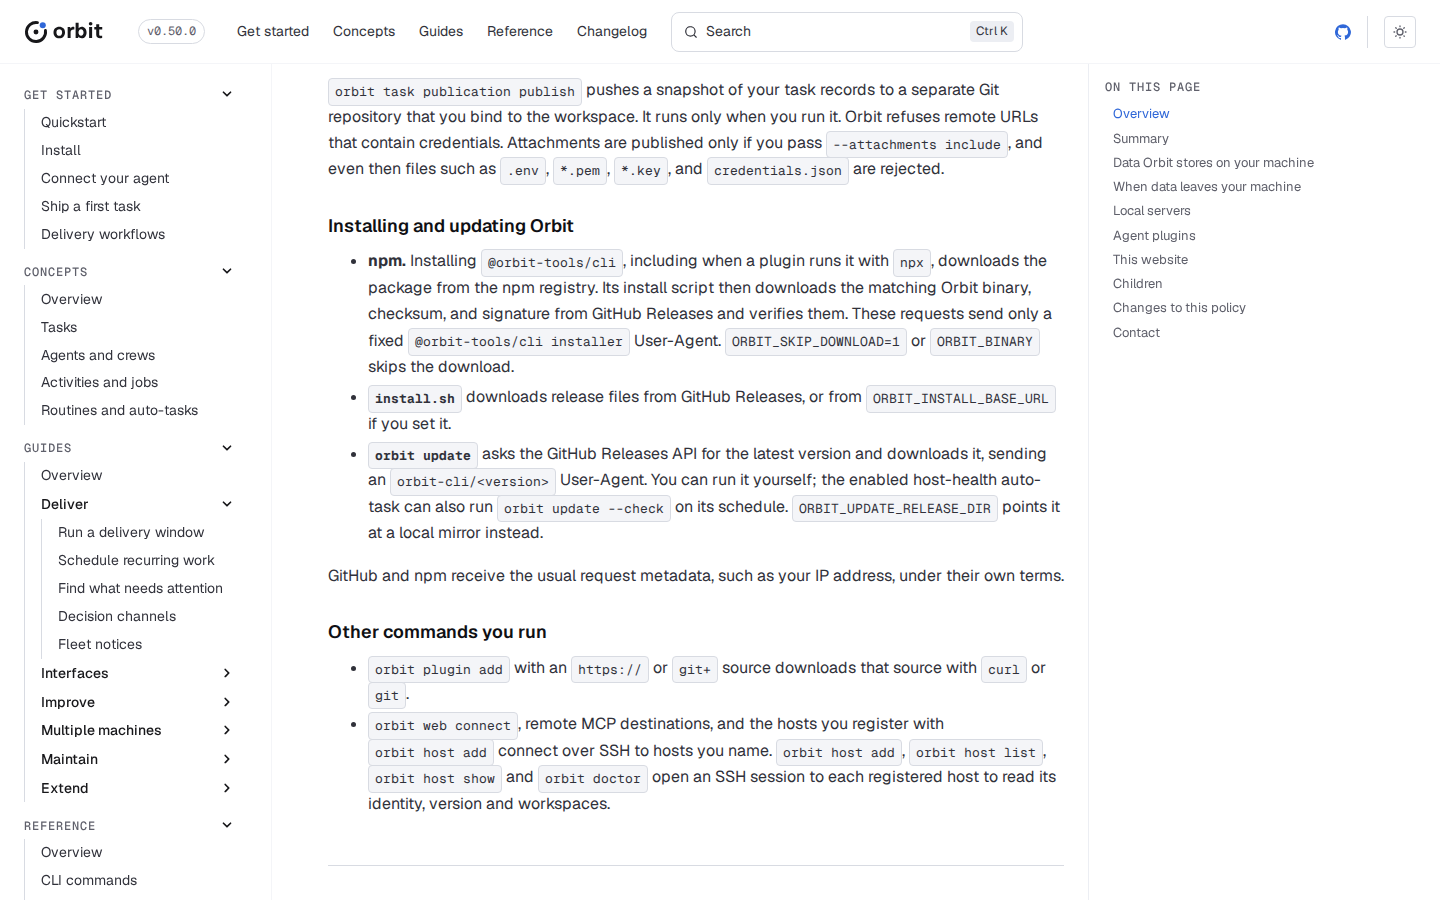 orbit
v0.50.0
Get started
Concepts
Guides
Reference
Changelog
Search
Ctrl K
GET STARTED
Quickstart
Install
Connect your agent
Ship a first task
Delivery workflows
CONCEPTS
Overview
Tasks
Agents and crews
Activities and jobs
Routines and auto-tasks
GUIDES
Overview
Deliver
Run a delivery window
Schedule recurring work
Find what needs attention
Decision channels
Fleet notices
Interfaces
Improve
Multiple machines
Maintain
Extend
REFERENCE
Overview
CLI commands
orbit task publication publish pushes a snapshot of your task records to a separate Git
repository that you bind to the workspace. It runs only when you run it. Orbit refuses remote URLs
that contain credentials. Attachments are published only if you pass --attachments include, and
even then files such as .env, *.pem, *.key, and credentials.json are rejected.
Installing and updating Orbit
npm. Installing @orbit-tools/cli, including when a plugin runs it with npx, downloads the
package from the npm registry. Its install script then downloads the matching Orbit binary,
checksum, and signature from GitHub Releases and verifies them. These requests send only a
fixed @orbit-tools/cli installer User-Agent. ORBIT_SKIP_DOWNLOAD=1 or ORBIT_BINARY
skips the download.
install.sh downloads release files from GitHub Releases, or from ORBIT_INSTALL_BASE_URL
if you set it.
orbit update asks the GitHub Releases API for the latest version and downloads it, sending
an orbit-cli/<version> User-Agent. You can run it yourself; the enabled host-health auto-
task can also run orbit update --check on its schedule. ORBIT_UPDATE_RELEASE_DIR points it
at a local mirror instead.
GitHub and npm receive the usual request metadata, such as your IP address, under their own terms.
Other commands you run
orbit plugin add with an https:// or git+ source downloads that source with curl or
git.
orbit web connect, remote MCP destinations, and the hosts you register with
orbit host add connect over SSH to hosts you name. orbit host add, orbit host list,
orbit host show and orbit doctor open an SSH session to each registered host to read its
identity, version and workspaces.
ON THIS PAGE
Overview
Summary
Data Orbit stores on your machine
When data leaves your machine
Local servers
Agent plugins
This website
Children
Changes to this policy
Contact